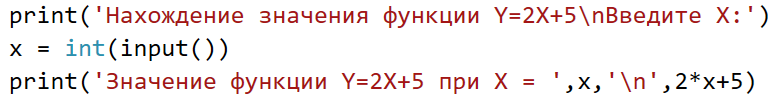 print('Нахождение значения функции Y=2X+5\nВведите X:')
x = int(input())
print('Значение функции Y=2X+5 при X = ',x,'\n',2*x+5)